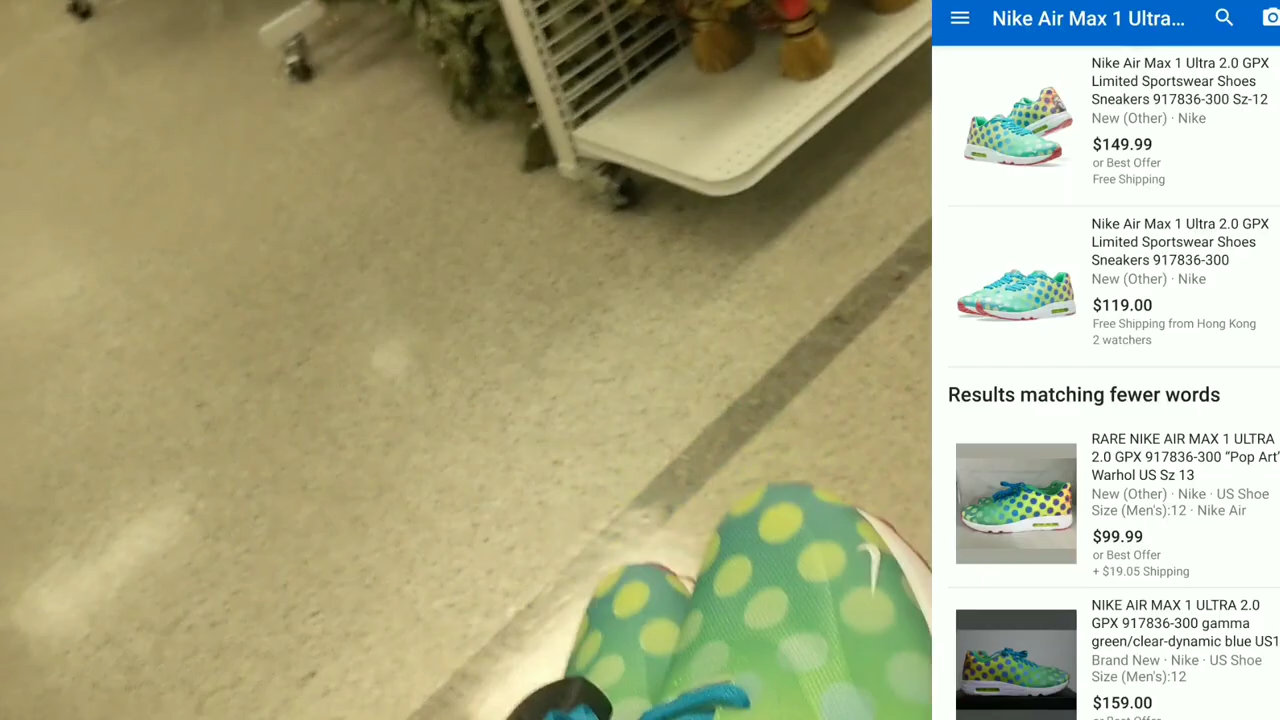 Nike Air Max 1 Ultra...
Nike Air Max 1 Ultra 2.0 GPX
Limited Sportswear Shoes
Sneakers 917836-300 Sz-12
New (Other) · Nike
$149.99
or Best Offer
Free Shipping
Nike Air Max 1 Ultra 2.0 GPX
Limited Sportswear Shoes
Sneakers 917836-300
New (Other) · Nike
$119.00
Free Shipping from Hong Kong
2 watchers
Results matching fewer words
RARE NIKE AIR MAX 1 ULTRA
2.0 GPX 917836-300 “Pop Art”
Warhol US Sz 13
New (Other) · Nike · US Shoe
Size (Men's):12 · Nike Air
$99.99
or Best Offer
+ $19.05 Shipping
NIKE AIR MAX 1 ULTRA 2.0
GPX 917836-300 gamma
green/clear-dynamic blue US1
Brand New · Nike · US Shoe
Size (Men's):12
$159.00
or Best Offer